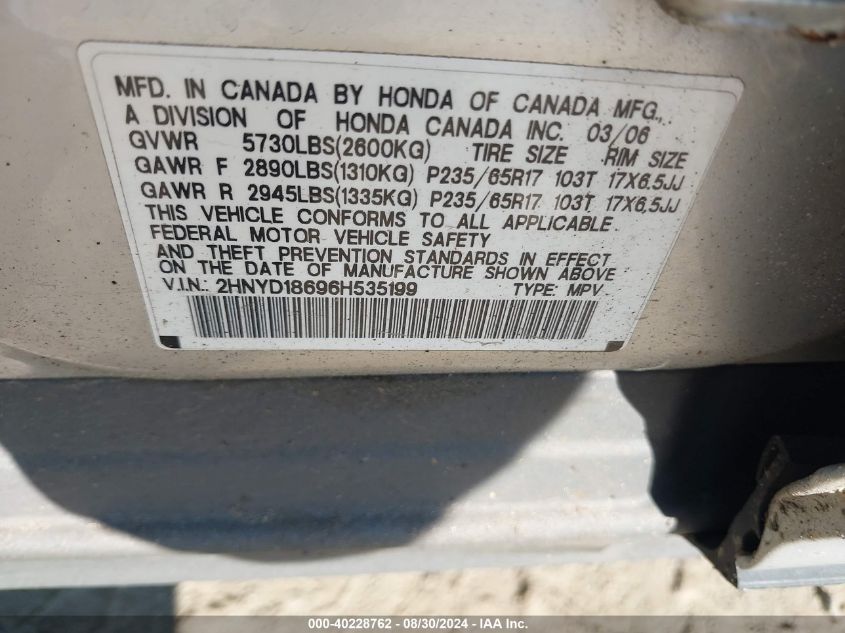 MFD. IN CANADA BY HONDA OF CANADA MFG.,
A DIVISION OF HONDA CANADA INC. 03/06
GVWR 5730LBS(2600KG) TIRE SIZE RIM SIZE
GAWR F 2890LBS(1310KG) P235/65R17 103T 17X6.5JJ
GAWR R 2945LBS(1335KG) P235/65R17 103T 17X6.5JJ
THIS VEHICLE CONFORMS TO ALL APPLICABLE
FEDERAL MOTOR VEHICLE SAFETY
AND THEFT PREVENTION STANDARDS IN EFFECT
ON THE DATE OF MANUFACTURE SHOWN ABOVE
V.I.N.: 2HNYD18696H535199 TYPE: MPV
000-40228762 - 08/30/2024 - IAA Inc.